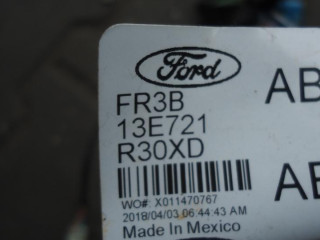 Ford
FR3B
AB
13E721
R30XD
AB
WO#: X011470767
2018/04/03 06:44:43 AM
Made In Mexico